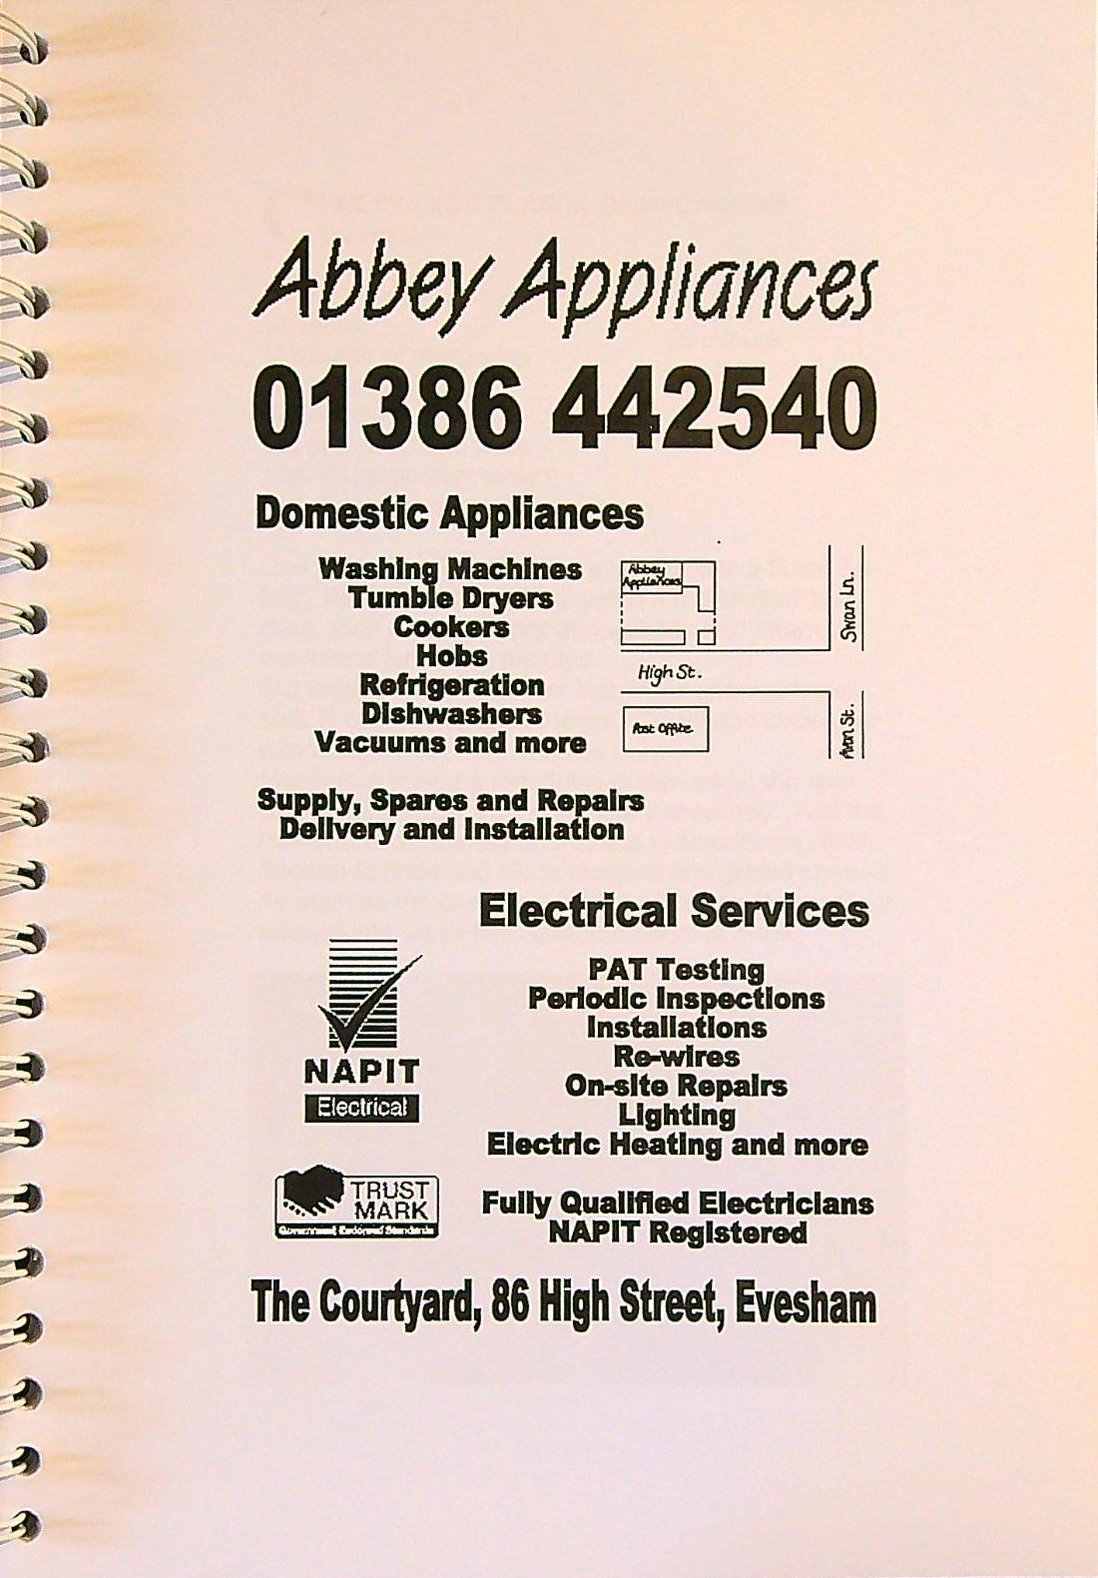 Abbey Appliances
01386 442540
Domestic Appliances
Washing Machines
Tumble Dryers
Cookers
Hobs
Refrigeration
Dishwashers
Vacuums and more
Abbey
Appliances
Swan Ln.
High St.
Post Office
Avon St.
Supply, Spares and Repairs
Delivery and Installation
Electrical Services
PAT Testing
Periodic Inspections
Installations
Re-wires
On-site Repairs
Lighting
Electric Heating and more
NAPIT
Electrical
TRUST
MARK
Government Endorsed Standards
Fully Qualified Electricians
NAPIT Registered
The Courtyard, 86 High Street, Evesham